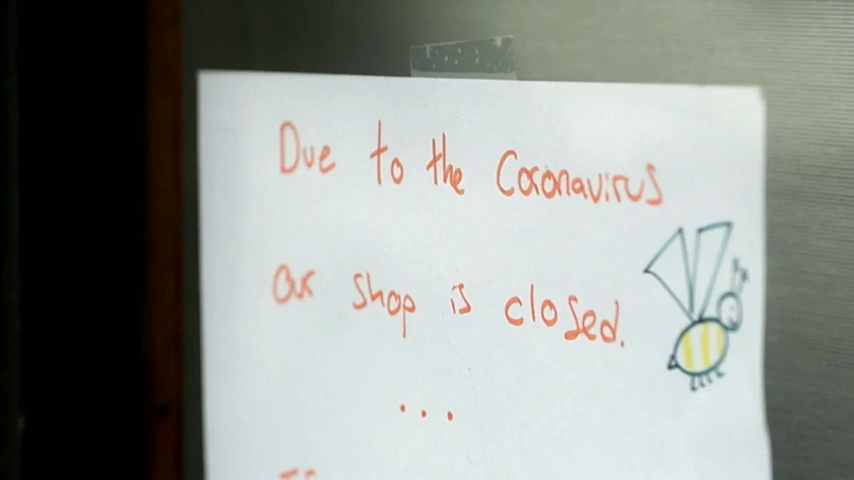 Due to the Coronavirus
our shop is closed.
...